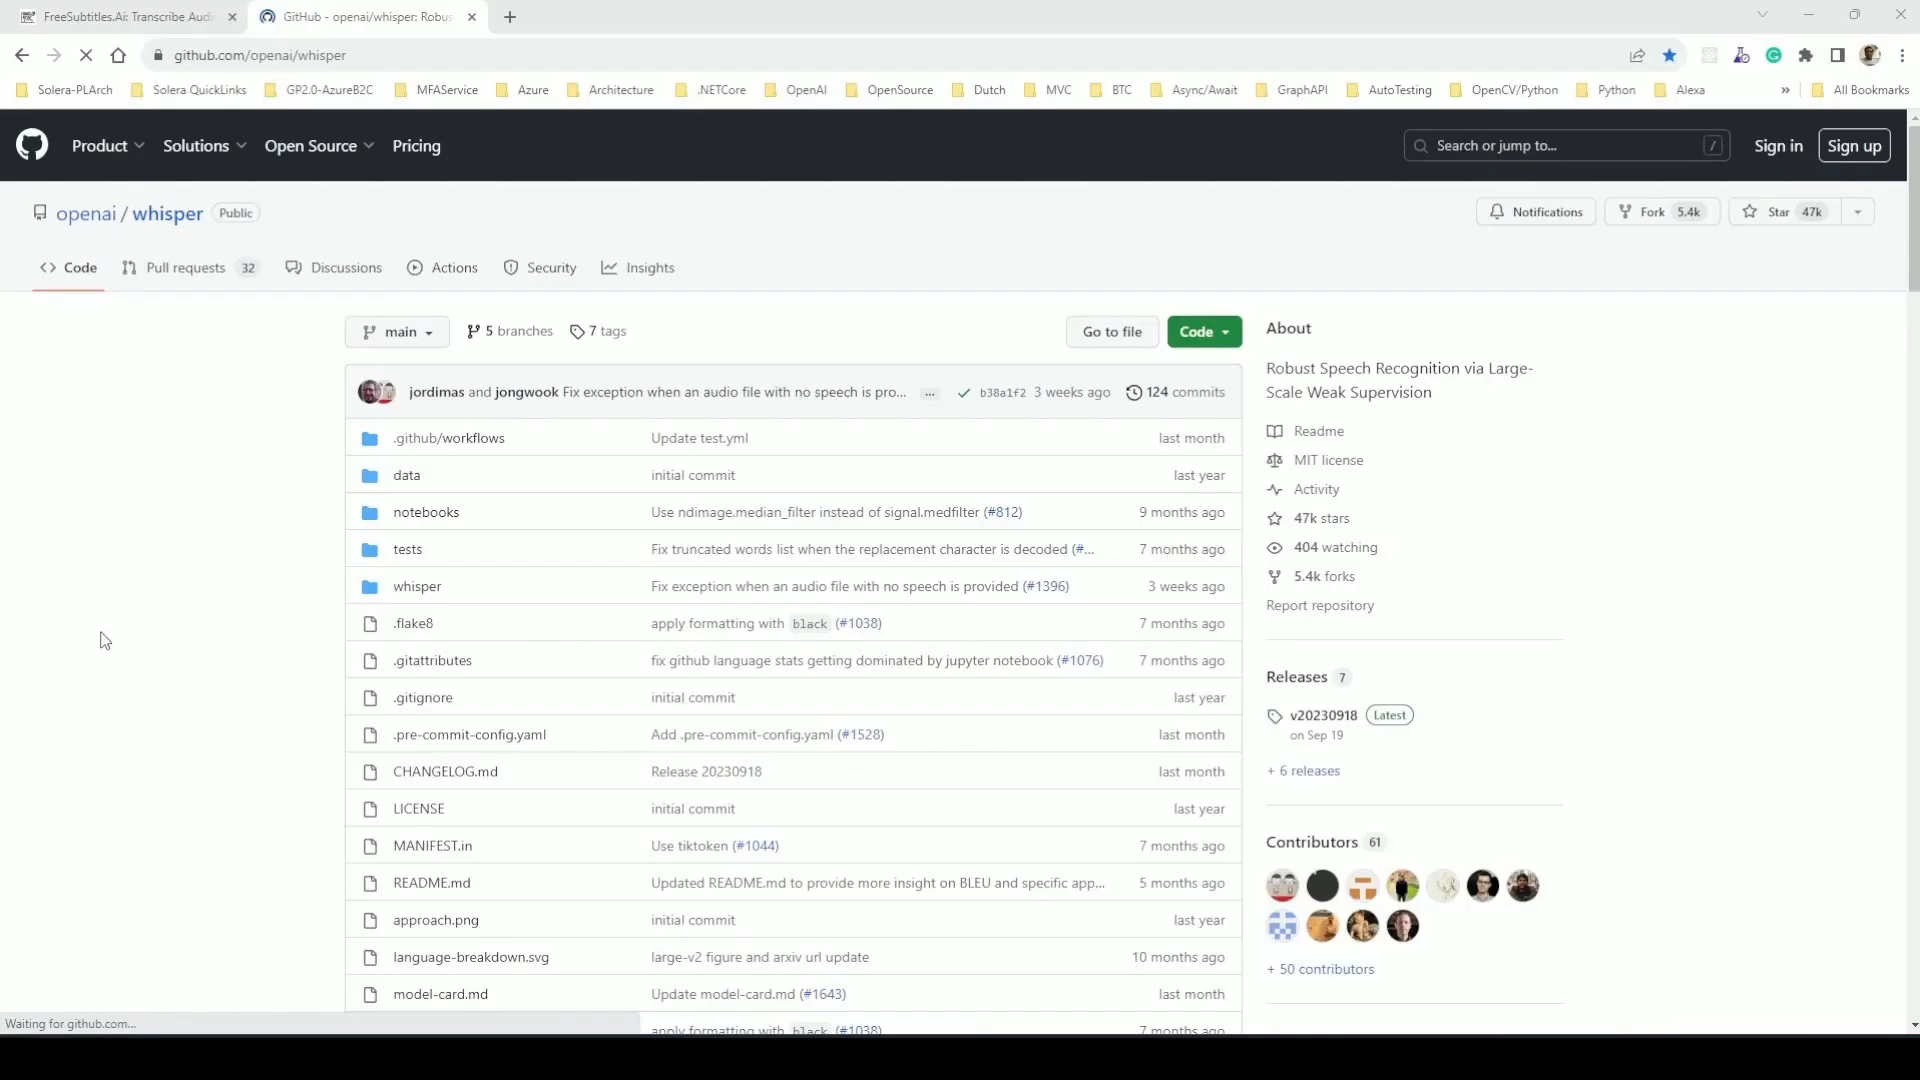 FreeSubtitles.Ai: Transcribe Audi
GitHub - openai/whisper: Robus
github.com/openai/whisper
Solera-PLArch Solera QuickLinks GP2.0-AzureB2C MFAService Azure Architecture .NETCore OpenAI OpenSource Dutch MVC BTC Async/Await GraphAPI AutoTesting OpenCV/Python Python Alexa » All Bookmarks
Product Solutions Open Source Pricing Search or jump to... / Sign in Sign up
openai / whisper Public Notifications Fork 5.4k Star 47k
Code Pull requests 32 Discussions Actions Security Insights
main 5 branches 7 tags Go to file Code
jordimas and jongwook Fix exception when an audio file with no speech is pro... ... b38a1f2 3 weeks ago 124 commits
.github/workflows Update test.yml last month
data initial commit last year
notebooks Use ndimage.median_filter instead of signal.medfilter (#812) 9 months ago
tests Fix truncated words list when the replacement character is decoded (#... 7 months ago
whisper Fix exception when an audio file with no speech is provided (#1396) 3 weeks ago
.flake8 apply formatting with black (#1038) 7 months ago
.gitattributes fix github language stats getting dominated by jupyter notebook (#1076) 7 months ago
.gitignore initial commit last year
.pre-commit-config.yaml Add .pre-commit-config.yaml (#1528) last month
CHANGELOG.md Release 20230918 last month
LICENSE initial commit last year
MANIFEST.in Use tiktoken (#1044) 7 months ago
README.md Updated README.md to provide more insight on BLEU and specific app... 5 months ago
approach.png initial commit last year
language-breakdown.svg large-v2 figure and arxiv url update 10 months ago
model-card.md Update model-card.md (#1643) last month
apply formatting with black (#1038) 7 months ago
About
Robust Speech Recognition via Large-
Scale Weak Supervision
Readme
MIT license
Activity
47k stars
404 watching
5.4k forks
Report repository
Releases 7
v20230918 Latest
on Sep 19
+ 6 releases
Contributors 61
+ 50 contributors
Waiting for github.com...